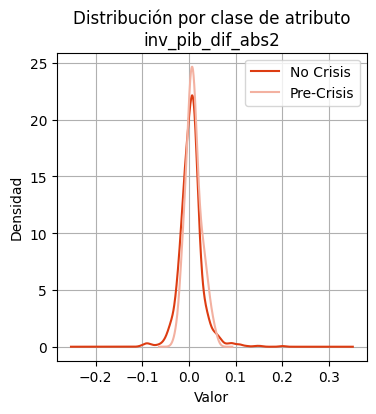 Distribución por clase de atributo
inv_pib_dif_abs2
No Crisis
Pre-Crisis
25
20
15
10
5
0
Densidad
−0.2
−0.1
0.0
0.1
0.2
0.3
Valor